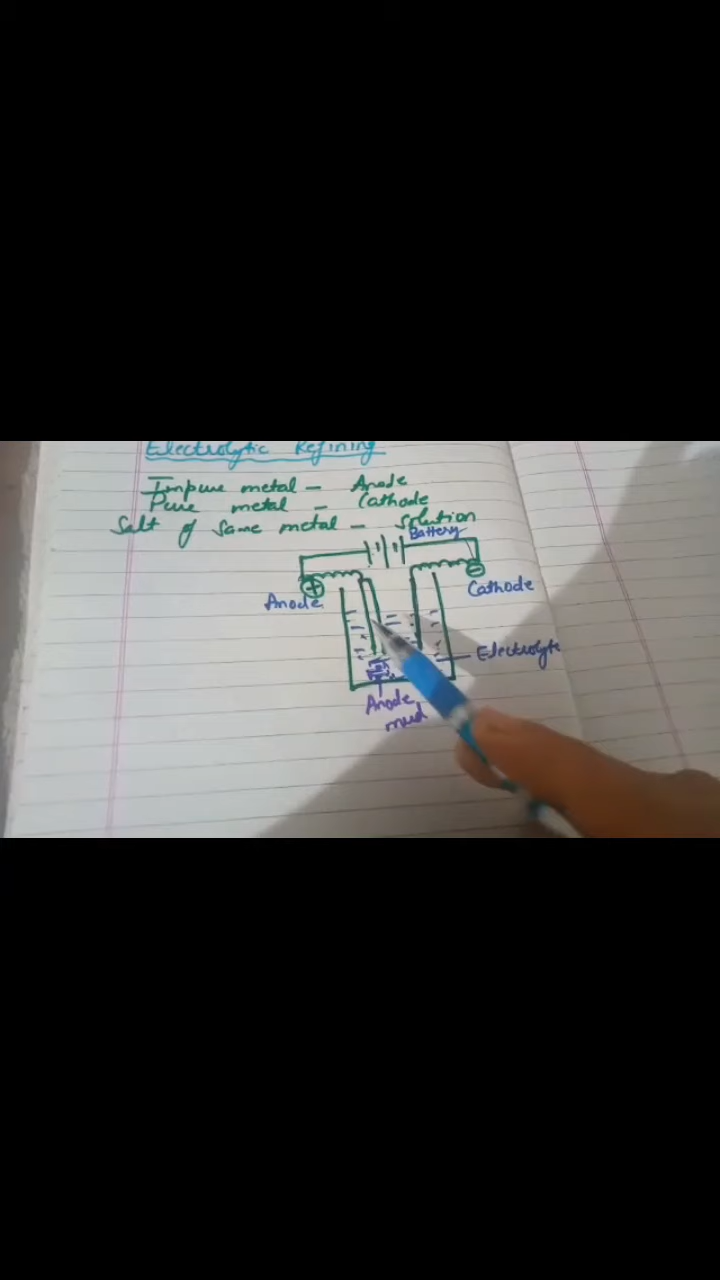 Electrolytic Refining
Impure metal - Anode
Pure metal - Cathode
Salt of same metal - solution
Battery
+
-
Anode
Cathode
Electrolyte
Anode
mud